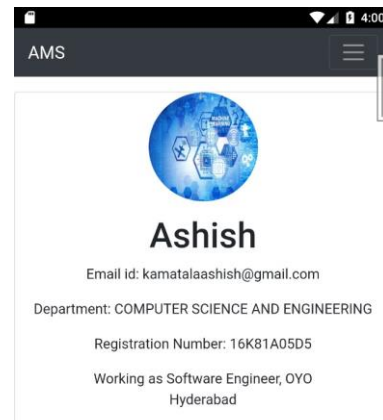 4:00
AMS
Ashish
Email id: kamatalaashish@gmail.com
Department: COMPUTER SCIENCE AND ENGINEERING
Registration Number: 16K81A05D5
Working as Software Engineer, OYO
Hyderabad